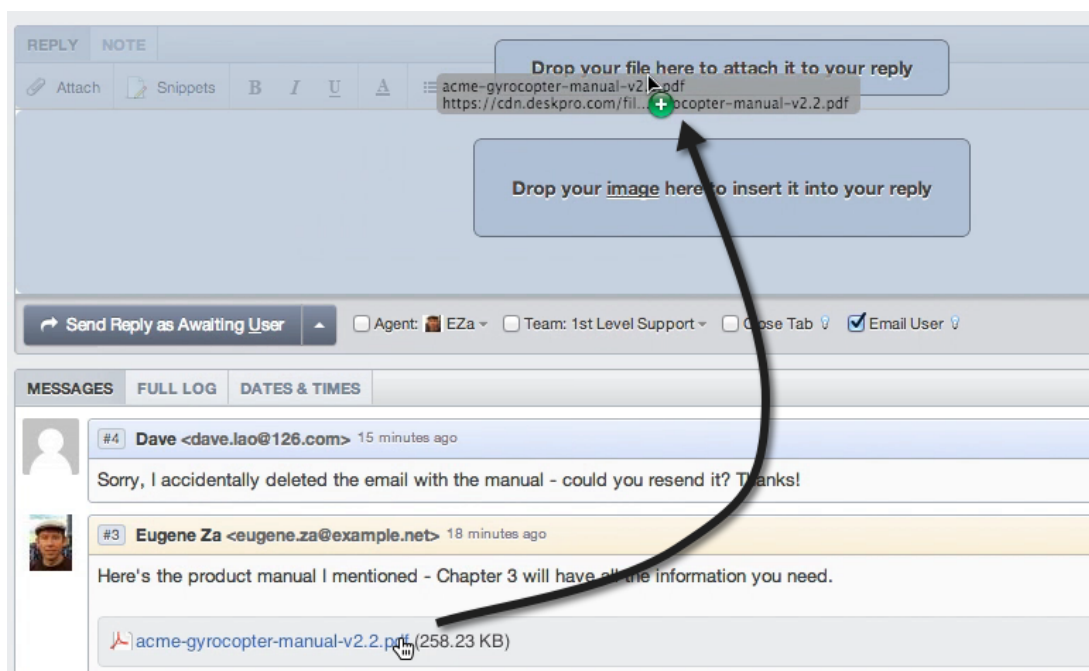 REPLY NOTE
Drop your file here to attach it to your reply
Attach Snippets B I U A
acme-gyrocopter-manual-v2.2.pdf
https://cdn.deskpro.com/fil... copter-manual-v2.2.pdf
Drop your image here to insert it into your reply
Send Reply as Awaiting User Agent: EZa Team: 1st Level Support Close Tab Email User
MESSAGES FULL LOG DATES & TIMES
#4 Dave <dave.lao@126.com> 15 minutes ago
Sorry, I accidentally deleted the email with the manual - could you resend it? Thanks!
#3 Eugene Za <eugene.za@example.net> 18 minutes ago
Here's the product manual I mentioned - Chapter 3 will have all the information you need.
acme-gyrocopter-manual-v2.2.pdf (258.23 KB)